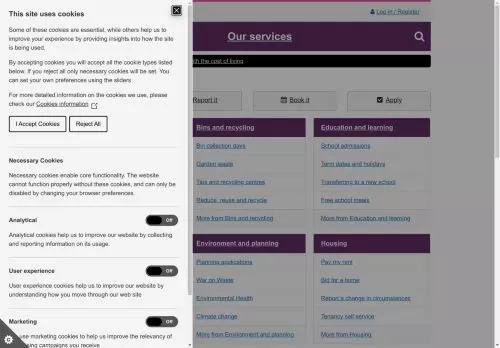 This site uses cookies
Some of these cookies are essential, while others help us to
improve your experience by providing insights into how the site
is being used.
By accepting cookies you will accept all the cookie types listed
below. If you reject all only necessary cookies will be set. You
can set your own preferences using the sliders
For more detailed information on the cookies we use, please
check our Cookies information
I Accept Cookies
Reject All
Necessary Cookies
Necessary cookies enable core functionality. The website
cannot function properly without these cookies, and can only be
disabled by changing your browser preferences.
Analytical
Off
Analytical cookies help us to improve our website by collecting
and reporting information on its usage.
User experience
Off
User experience cookies help us to improve our website by
understanding how you move through our web site
Marketing
Off
use marketing cookies to help us improve the relevancy of
campaigns you receive
Log in / Register
Our services
with the cost of living
Report it
Book it
Apply
Bins and recycling
Bin collection days
Garden waste
Tips and recycling centres
Reduce, reuse and recycle
More from Bins and recycling
Education and learning
School admissions
Term dates and holidays
Transferring to a new school
Free school meals
More from Education and learning
Environment and planning
Planning applications
War on Waste
Environmental Health
Climate change
More from Environment and planning
Housing
Pay my rent
Bid for a home
Report a change in circumstances
Tenancy self service
More from Housing